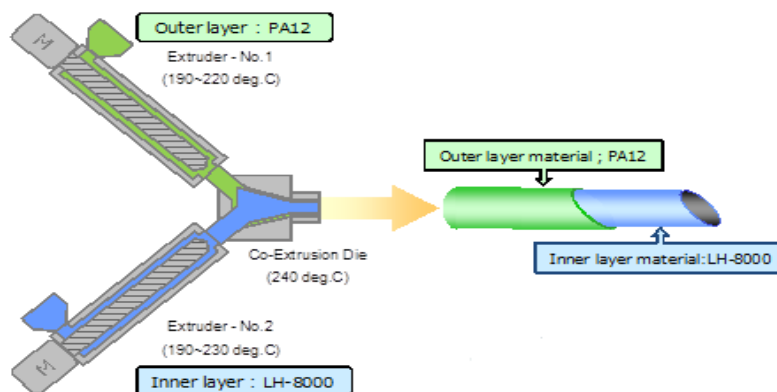 Outer layer : PA12
M
Extruder - No.1
(190~220 deg.C)
Outer layer material ; PA12
Co-Extrusion Die
(240 deg.C)
Inner layer material:LH-8000
Extruder - No.2
(190~230 deg.C)
M
Inner layer : LH-8000